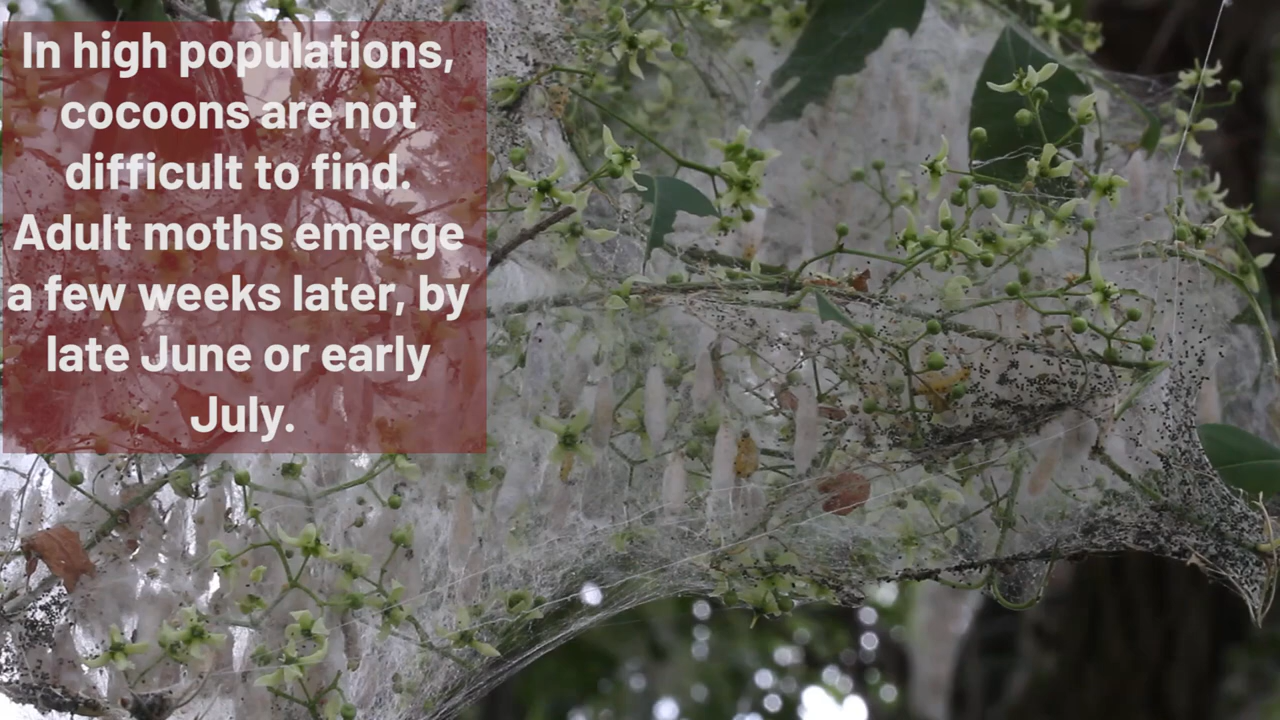 In high populations,
cocoons are not
difficult to find.
Adult moths emerge
a few weeks later, by
late June or early
July.